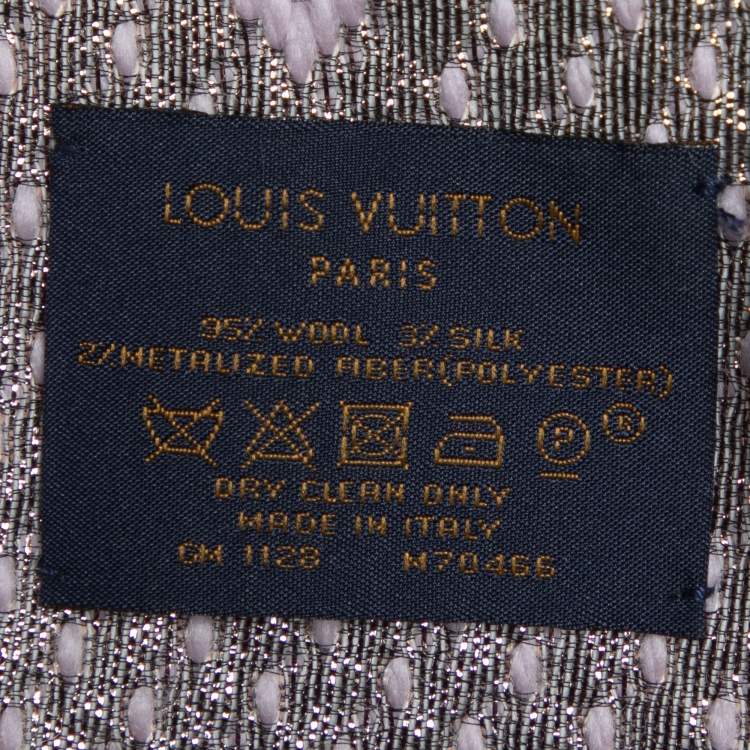 LOUIS VUITTON
PARIS
95% WOOL 3% SILK
2% METALIZED FIBER(POLYESTER)
P ®
DRY CLEAN ONLY
MADE IN ITALY
GM 1128 M70466